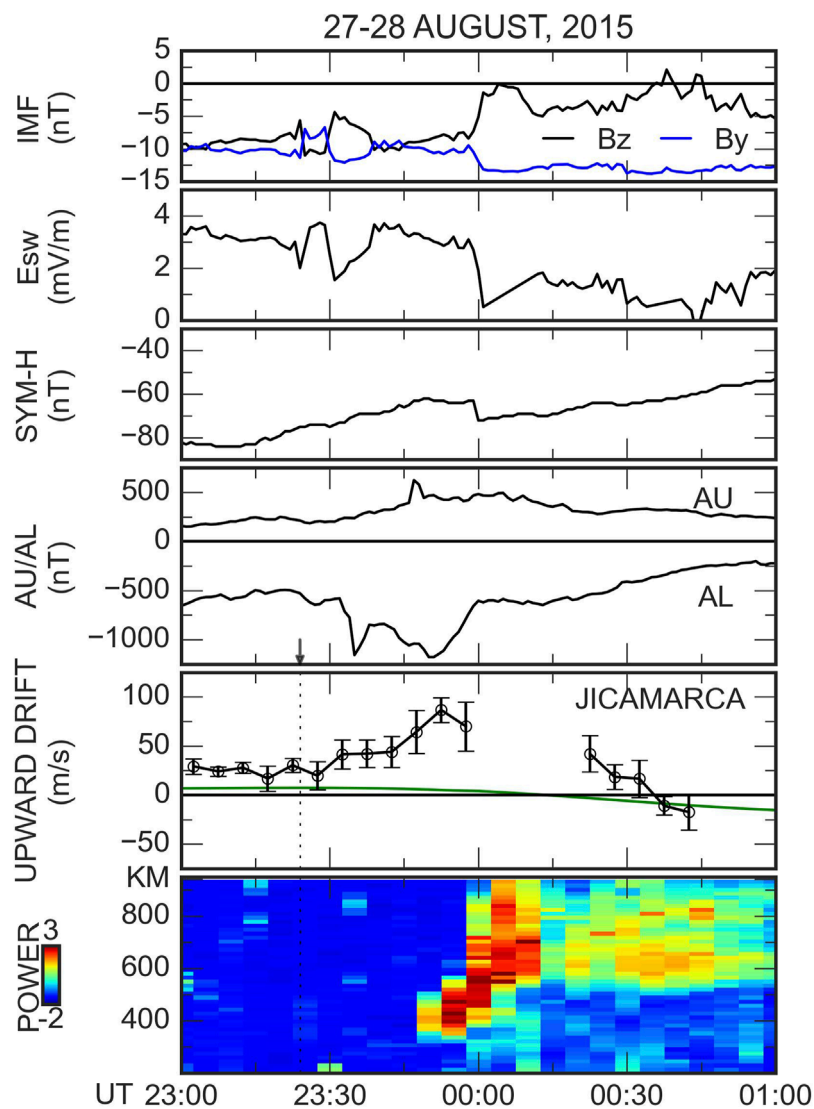 27-28 AUGUST, 2015
IMF
(nT)
5
0
−5
−10
−15
Bz
By
Esw
(mV/m)
4
2
0
SYM-H
(nT)
−40
−60
−80
AU/AL
(nT)
500
0
−500
−1000
AU
AL
UPWARD DRIFT
(m/s)
100
50
0
−50
JICAMARCA
KM
800
600
400
POWER
3
-2
UT 23:00 23:30 00:00 00:30 01:00